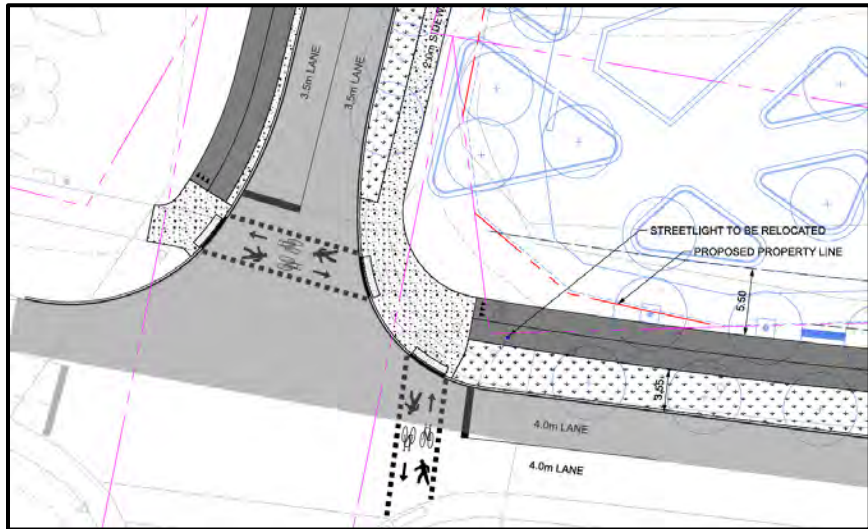 3.5m LANE
3.5m LANE
STREETLIGHT TO BE RELOCATED
PROPOSED PROPERTY LINE
5.50
3.55
4.0m LANE
4.0m LANE